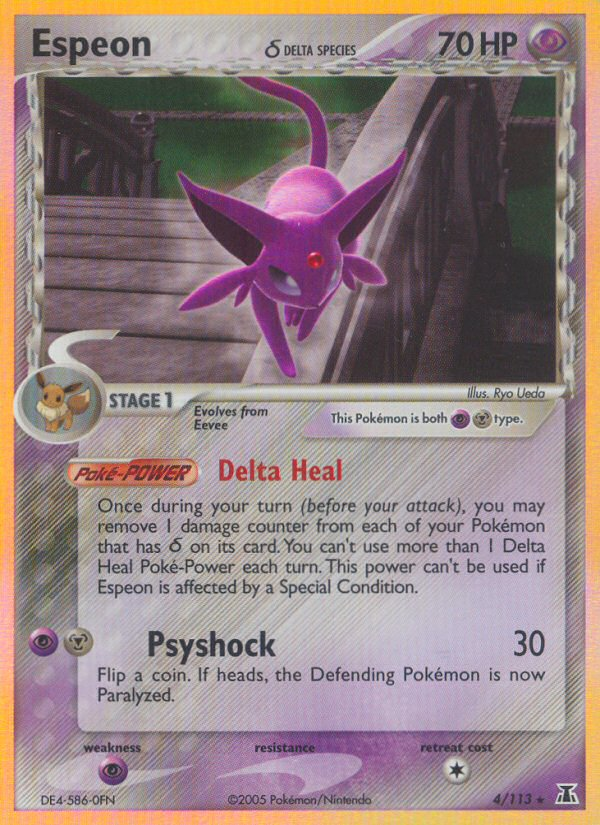 Espeon δ DELTA SPECIES 70 HP
Illus. Ryo Ueda
STAGE 1
Evolves from
Eevee
This Pokémon is both type.
Poké-POWER Delta Heal
Once during your turn (before your attack), you may
remove 1 damage counter from each of your Pokémon
that has δ on its card. You can't use more than 1 Delta
Heal Poké-Power each turn. This power can't be used if
Espeon is affected by a Special Condition.
Psyshock 30
Flip a coin. If heads, the Defending Pokémon is now
Paralyzed.
weakness resistance retreat cost
DE4-586-0FN ©2005 Pokémon/Nintendo 4/113 ★